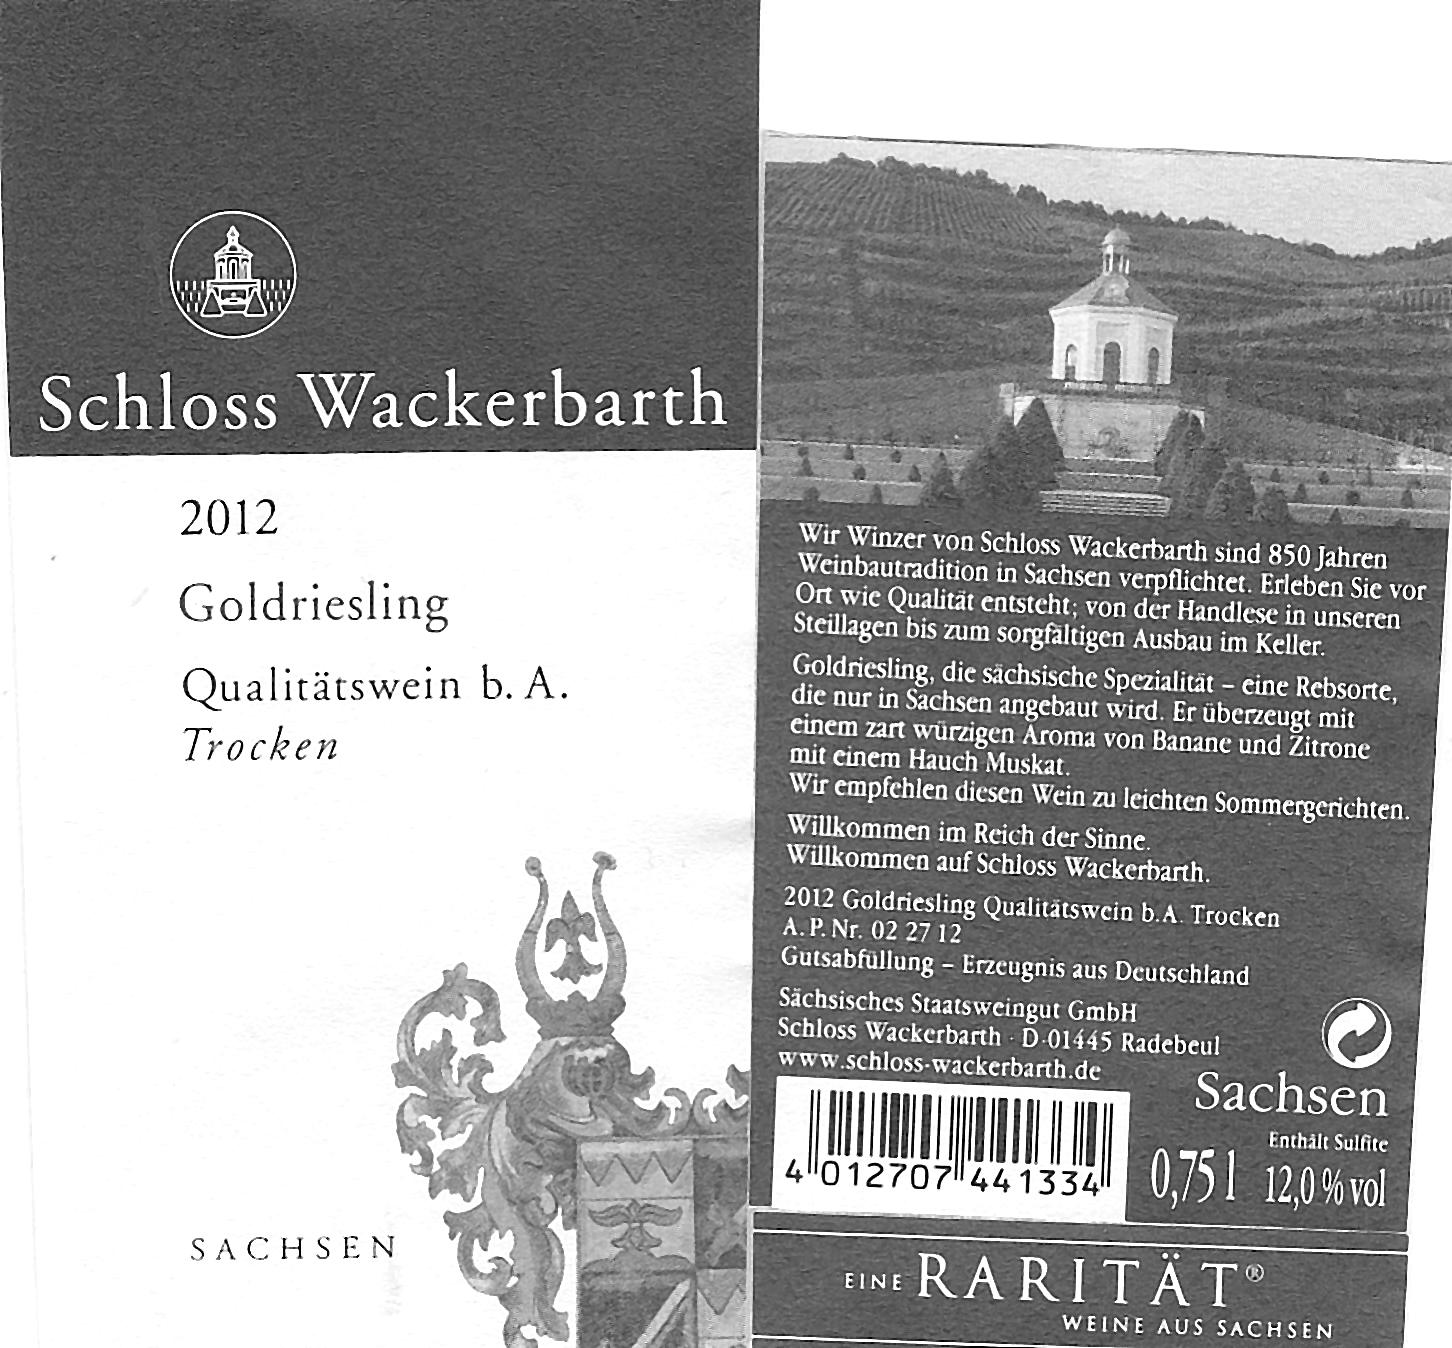 Schloss Wackerbarth
2012
Goldriesling
Qualitätswein b. A.
Trocken
SACHSEN
Wir Winzer von Schloss Wackerbarth sind 850 Jahren
Weinbautradition in Sachsen verpflichtet. Erleben Sie vor
Ort wie Qualität entsteht; von der Handlese in unseren
Steillagen bis zum sorgfältigen Ausbau im Keller.
Goldriesling, die sächsische Spezialität – eine Rebsorte,
die nur in Sachsen angebaut wird. Er überzeugt mit
einem zart würzigen Aroma von Banane und Zitrone
mit einem Hauch Muskat.
Wir empfehlen diesen Wein zu leichten Sommergerichten.
Willkommen im Reich der Sinne.
Willkommen auf Schloss Wackerbarth.
2012 Goldriesling Qualitätswein b.A. Trocken
A. P. Nr. 02 27 12
Gutsabfüllung – Erzeugnis aus Deutschland
Sächsisches Staatsweingut GmbH
Schloss Wackerbarth · D-01445 Radebeul
www.schloss-wackerbarth.de
Sachsen
Enthält Sulfite
0,75 l 12,0 % vol
4 012707 441334
EINE RARITÄT®
WEINE AUS SACHSEN